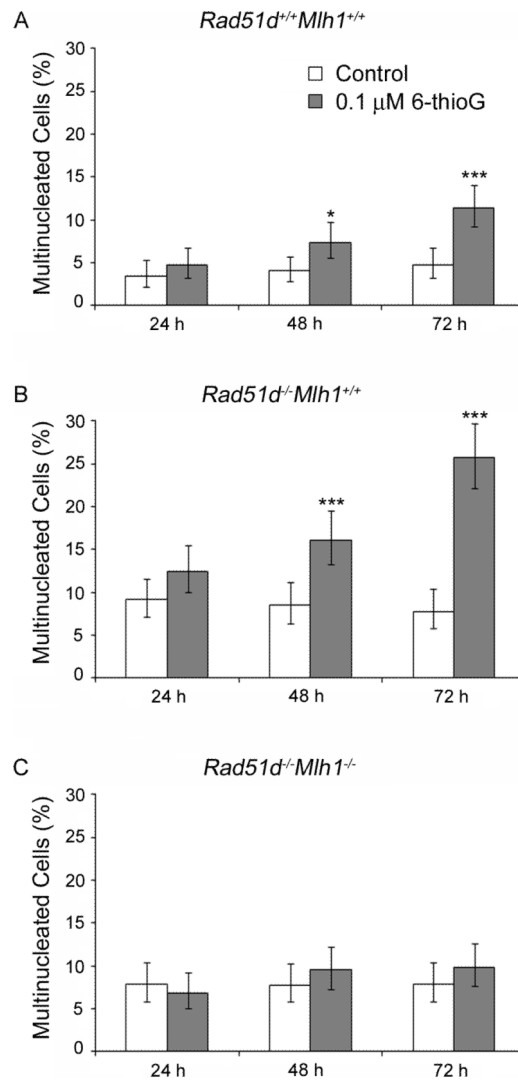 A
Rad51d+/+Mlh1+/+
Multinucleated Cells (%)
30
25
20
15
10
5
0
Control
0.1 μM 6-thioG
*
***
24 h 48 h 72 h
B
Rad51d-/-Mlh1+/+
Multinucleated Cells (%)
30
25
20
15
10
5
0
***
***
24 h 48 h 72 h
C
Rad51d-/-Mlh1-/-
Multinucleated Cells (%)
30
25
20
15
10
5
0
24 h 48 h 72 h